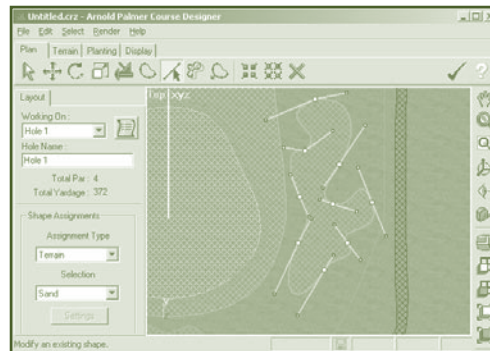 Untitled.crz - Arnold Palmer Course Designer
File Edit Select Render Help
Plan Terrain Planting Display
Layout
Working On :
Hole 1
Hole Name :
Hole 1
Total Par : 4
Total Yardage : 372
Shape Assignments
Assignment Type
Terrain
Selection
Sand
Settings
Top xyz
y
Modify an existing shape.